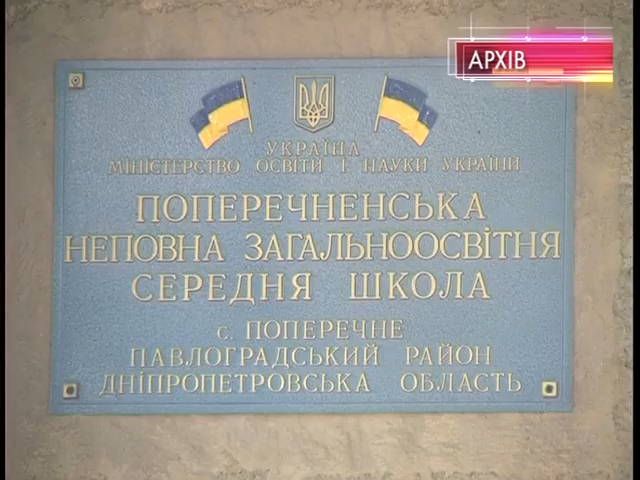 АРХІВ
УКРАЇНА
МІНІСТЕРСТВО ОСВІТИ І НАУКИ УКРАЇНИ
ПОПЕРЕЧНЕНСЬКА
НЕПОВНА ЗАГАЛЬНООСВІТНЯ
СЕРЕДНЯ ШКОЛА
с. ПОПЕРЕЧНЕ
ПАВЛОГРАДСЬКИЙ РАЙОН
ДНІПРОПЕТРОВСЬКА ОБЛАСТЬ